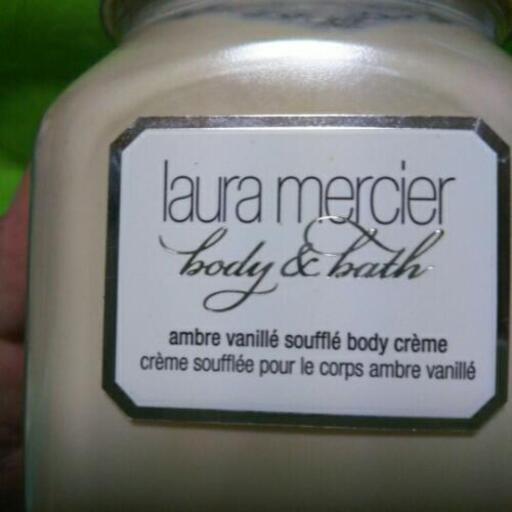 laura mercier
body & bath
ambre vanillé soufflé body crème
crème soufflée pour le corps ambre vanillé